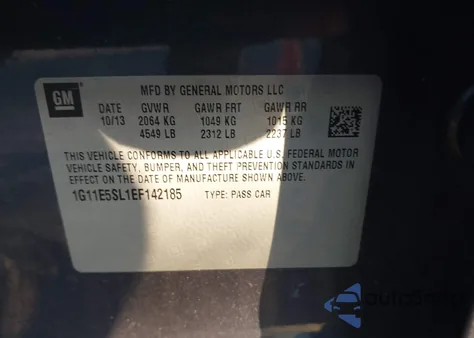 GM
MFD BY GENERAL MOTORS LLC
DATE GVWR GAWR FRT GAWR RR
10/13 2064 KG 1049 KG 1015 KG
4549 LB 2312 LB 2237 LB
THIS VEHICLE CONFORMS TO ALL APPLICABLE U.S. FEDERAL MOTOR
VEHICLE SAFETY, BUMPER, AND THEFT PREVENTION STANDARDS IN
EFFECT ON THE DATE OF MANUFACTURE SHOWN ABOVE.
1G11E5SL1EF142185 TYPE: PASS CAR